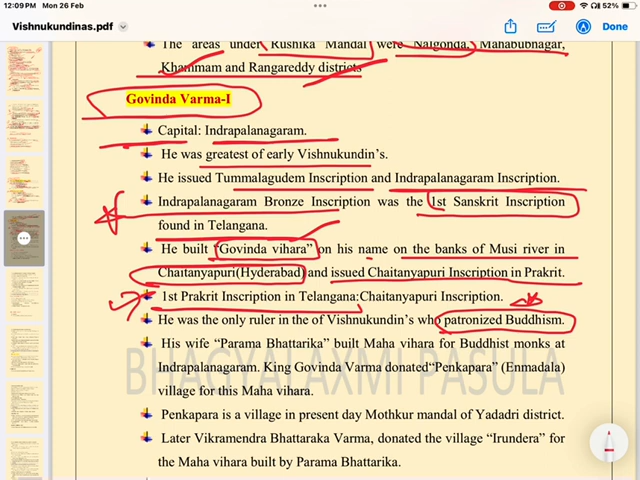 12:09 PM Mon 26 Feb
52%
Vishnukundinas.pdf
Done
The areas under Rushika Mandal were Nalgonda, Mahabubnagar,
Khammam and Rangareddy districts
Govinda Varma-I
Capital: Indrapalanagaram.
He was greatest of early Vishnukundin's.
He issued Tummalagudem Inscription and Indrapalanagaram Inscription.
Indrapalanagaram Bronze Inscription was the 1st Sanskrit Inscription
found in Telangana.
He built "Govinda vihara" on his name on the banks of Musi river in
Chaitanyapuri(Hyderabad) and issued Chaitanyapuri Inscription in Prakrit.
1st Prakrit Inscription in Telangana:Chaitanyapuri Inscription.
He was the only ruler in the of Vishnukundin's who patronized Buddhism.
His wife "Parama Bhattarika" built Maha vihara for Buddhist monks at
Indrapalanagaram. King Govinda Varma donated "Penkapara" (Enmadala)
village for this Maha vihara.
BHAGYALAXMI PASULA
Penkapara is a village in present day Mothkur mandal of Yadadri district.
Later Vikramendra Bhattaraka Varma, donated the village "Irundera" for
the Maha vihara built by Parama Bhattarika.